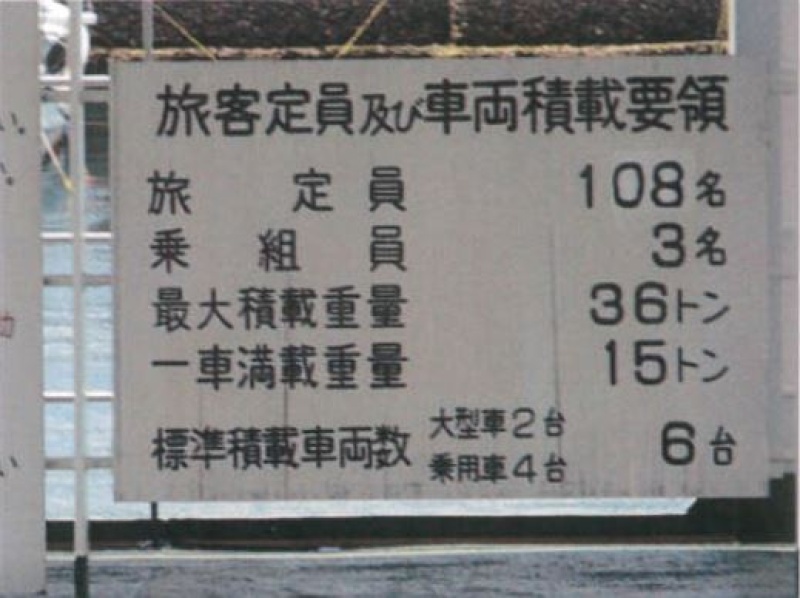 旅客定員及び車両積載要領
旅 定 員 108名
乗 組 員 3名
最大積載重量 36トン
一車満載重量 15トン
標準積載車両数 大型車2台 乗用車4台 6台